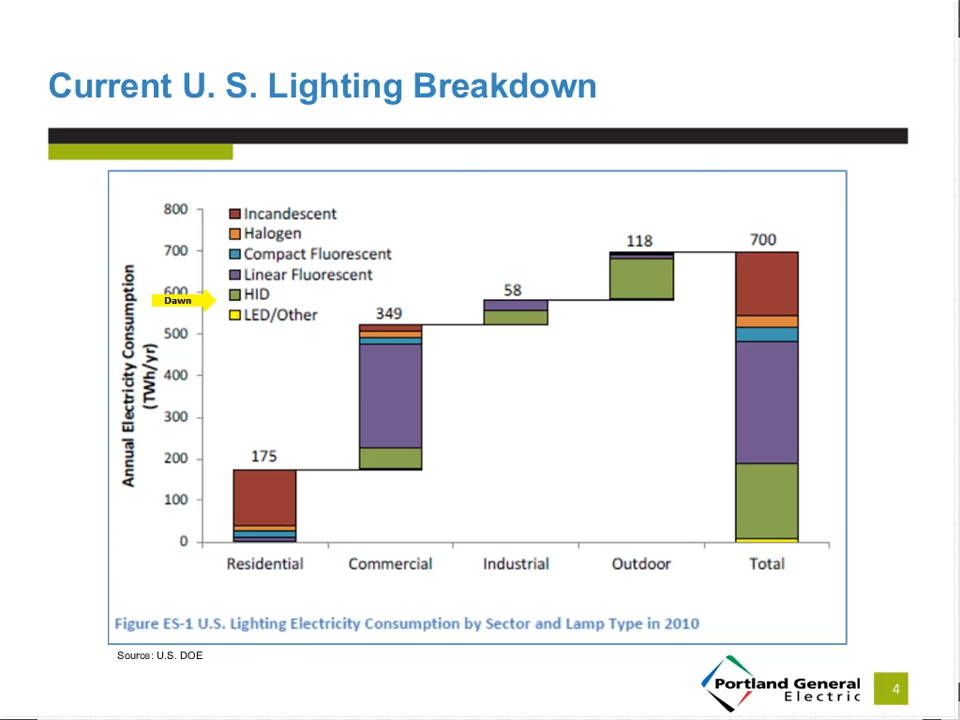 Current U. S. Lighting Breakdown
800
700
600
500
400
300
200
100
0
Annual Electricity Consumption
(TWh/yr)
Dawn
Incandescent
Halogen
Compact Fluorescent
Linear Fluorescent
HID
LED/Other
175
349
58
118
700
Residential
Commercial
Industrial
Outdoor
Total
Figure ES-1 U.S. Lighting Electricity Consumption by Sector and Lamp Type in 2010
Source: U.S. DOE
Portland General
Electric
4